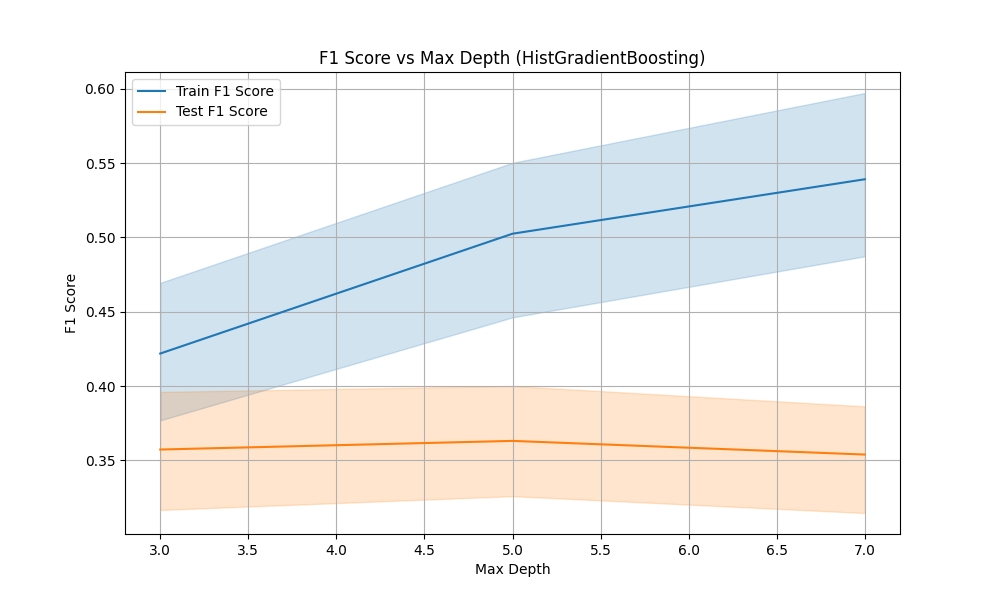 F1 Score vs Max Depth (HistGradientBoosting)
Train F1 Score
Test F1 Score
F1 Score
0.60
0.55
0.50
0.45
0.40
0.35
3.0 3.5 4.0 4.5 5.0 5.5 6.0 6.5 7.0
Max Depth